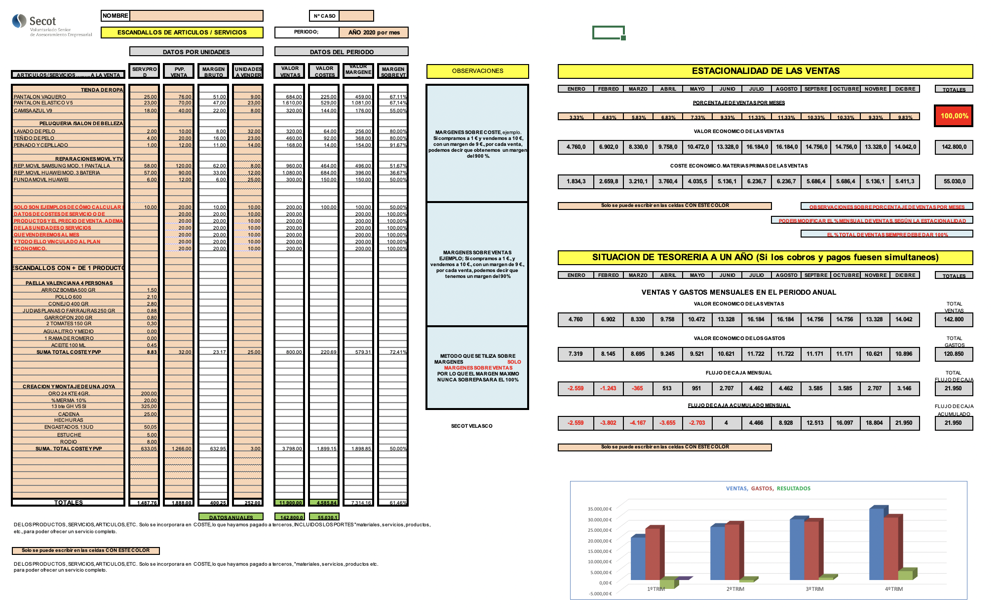 Secot
Voluntariado Senior
de Asesoramiento Empresarial
NOMBRE
Nº CASO
ESCANDALLOS DE ARTICULOS / SERVICIOS
PERIODO; AÑO 2020 por mes
DATOS POR UNIDADES DATOS DEL PERIODO
ARTICULOS/SERVICIOS.........A LA VENTA SERV.PROD PVP. VENTA MARGEN BRUTO UNIDADES A VENDER VALOR VENTAS VALOR COSTES VALOR MARGENE MARGEN SOBRE VT
TIENDA DE ROPA
PANTALON VAQUERO 25,00 76,00 51,00 9,00 684,00 225,00 459,00 67,11%
PANTALON ELASTICO V 5 23,00 70,00 47,00 23,00 1.610,00 529,00 1.081,00 67,14%
CAMISA AZUL V9 18,00 40,00 22,00 8,00 320,00 144,00 176,00 55,00%
PELUQUERIA /SALON DE BELLEZA
LAVADO DE PELO 2,00 10,00 8,00 32,00 320,00 64,00 256,00 80,00%
TEÑIDO DE PELO 4,00 20,00 16,00 23,00 460,00 92,00 368,00 80,00%
PEINADO Y CEPILLADO 1,00 12,00 11,00 14,00 168,00 14,00 154,00 91,67%
REPARACIONES MOVIL Y TV.
REP. MOVIL SAMSUNG MOD. 1 PANTALLA 58,00 120,00 62,00 8,00 960,00 464,00 496,00 51,67%
REP. MOVIL HUAWEI MOD. 3 BATERIA 57,00 90,00 33,00 12,00 1.080,00 684,00 396,00 36,67%
FUNDA MOVIL HUAWEI 6,00 12,00 6,00 25,00 300,00 150,00 150,00 50,00%
SOLO SON EJEMPLOS DE CÓMO CALCULAR 10,00 20,00 10,00 10,00 200,00 100,00 100,00 50,00%
DATOS DE COSTES DE SERVICIO O DE 20,00 20,00 10,00 200,00 200,00 100,00%
PRODUCTOS Y EL PRECIO DE VENTA, ADEMA 20,00 20,00 10,00 200,00 200,00 100,00%
DE LAS UNIDADES O SERVICIOS 20,00 20,00 10,00 200,00 200,00 100,00%
QUE VENDEREMOS AL MES 20,00 20,00 10,00 200,00 200,00 100,00%
Y TODO ELLO VINCULADO AL PLAN 20,00 20,00 10,00 200,00 200,00 100,00%
ECONOMICO. 20,00 20,00 10,00 200,00 200,00 100,00%
ESCANDALLOS CON + DE 1 PRODUCTO
PAELLA VALENCIANA 4 PERSONAS
ARROZ BOMBA 500 GR 1,50
POLLO 600 2,10
CONEJO 400 GR 2,80
JUDIAS PLANAS O FARRAURAS 250 GR 0,88
GARROFON 200 GR 0,80
2 TOMATES 150 GR 0,30
AGUA LITRO Y MEDIO 0,00
1 RAMA DE ROMERO 0,00
ACEITE 100 ML 0,45
SUMA TOTAL COSTE Y PVP 8,83 32,00 23,17 25,00 800,00 220,69 579,31 72,41%
CREACION Y MONTAJE DE UNA JOYA
ORO 24 KTE 4GR. 200,00
% MERMA 10% 20,00
13 bte GH VS SI 325,00
CADENA 25,00
HECHURAS
ENGASTADOS. 13UD 50,05
ESTUCHE 5,00
RODIO 8,00
SUMA. TOTAL COSTE Y PVP 633,05 1.266,00 632,95 3,00 3.798,00 1.899,15 1.898,85 50,00%
TOTALES 1.487,76 1.888,00 400,25 252,00 11.900,00 4.585,84 7.314,16 61,46%
DATOS ANUALES 142.800,0 55.030,1
DE LOS PRODUCTOS, SERVICIOS, ARTICULOS, ETC. Solo se incorporara en COSTE, lo que hayamos pagado a terceros, INCLUIDOS LOS PORTES "materiales, servicios, productos,
etc., para poder ofrecer un servicio completo.
Solo se puede escribir en las celdas CON ESTE COLOR
DE LOS PRODUCTOS, SERVICIOS, ARTICULOS, ETC. Solo se incorporara en COSTE, lo que hayamos pagado a terceros, "materiales, servicios, productos etc.
para poder ofrecer un servicio completo.
OBSERVACIONES
MARGENES SOBRE COSTE, ejemplo.
Si compramos a 1 € y vendemos a 10 €,
con un margen de 9 €., por cada venta,
podemos decir que obtenemos un margen
del 900 %.
MARGENES SOBRE VENTAS
EJEMPLO; Si compramos a 1 €., y
vendemos a 10 €., con un margen de 9 €.,
por cada venta, podemos decir que
tenemos un margen del 90%
METODO QUE SE TILIZA SOBRE
MARGENES SOLO
MARGENES SOBRE VENTAS
POR LO QUE EL MARGEN MAXIMO
NUNCA SOBREPASARA EL 100%
SECOT VELASCO
ESTACIONALIDAD DE LAS VENTAS
ENERO FEBREO MARZO ABRIL MAYO JUNIO JULIO AGOSTO SEPTBRE OCTUBRE NOVBRE DICBRE TOTALES
PORCENTAJE DE VENTAS POR MESES
3,33% 4,83% 5,83% 6,83% 7,33% 9,33% 11,33% 11,33% 10,33% 10,33% 9,33% 9,83% 100,00%
VALOR ECONOMICO DE LAS VENTAS
4.760,0 6.902,0 8.330,0 9.758,0 10.472,0 13.328,0 16.184,0 16.184,0 14.756,0 14.756,0 13.328,0 14.042,0 142.800,0
COSTE ECONOMICO. MATERIAS PRIMAS DE LAS VENTAS
1.834,3 2.659,8 3.210,1 3.760,4 4.035,5 5.136,1 6.236,7 6.236,7 5.686,4 5.686,4 5.136,1 5.411,3 55.030,0
Solo se puede escribir en las celdas CON ESTE COLOR
OBSERVACIONES SOBRE PORCENTAJE DE VENTAS POR MESES
PODEIS MODIFICAR EL % MENSUAL DE VENTAS, SEGÚN LA ESTACIONALIDAD
EL % TOTAL DE VENTAS SIEMPRE DEBE DAR 100%
SITUACION DE TESORERIA A UN AÑO (Si los cobros y pagos fuesen simultaneos)
ENERO FEBREO MARZO ABRIL MAYO JUNIO JULIO AGOSTO SEPTBRE OCTUBRE NOVBRE DICBRE TOTALES
VENTAS Y GASTOS MENSUALES EN EL PERIODO ANUAL
VALOR ECONOMICO DE LAS VENTAS TOTAL VENTAS
4.760 6.902 8.330 9.758 10.472 13.328 16.184 16.184 14.756 14.756 13.328 14.042 142.800
VALOR ECONOMICO DE LOS GASTOS TOTAL GASTOS
7.319 8.145 8.695 9.245 9.521 10.621 11.722 11.722 11.171 11.171 10.621 10.896 120.850
FLUJO DE CAJA MENSUAL TOTAL FLUJO DE CAJA
-2.559 -1.243 -365 513 951 2.707 4.462 4.462 3.585 3.585 2.707 3.146 21.950
FLUJO DE CAJA ACUMULADO MENSUAL FLUJO DE CAJA ACUMULADO
-2.559 -3.802 -4.167 -3.655 -2.703 4 4.466 8.928 12.513 16.097 18.804 21.950 21.950
Solo se puede escribir en las celdas CON ESTE COLOR
VENTAS, GASTOS, RESULTADOS
35.000,00 €
30.000,00 €
25.000,00 €
20.000,00 €
15.000,00 €
10.000,00 €
5.000,00 €
0,00 €
-5.000,00 €
1º TRIM 2º TRIM 3º TRIM 4º TRIM